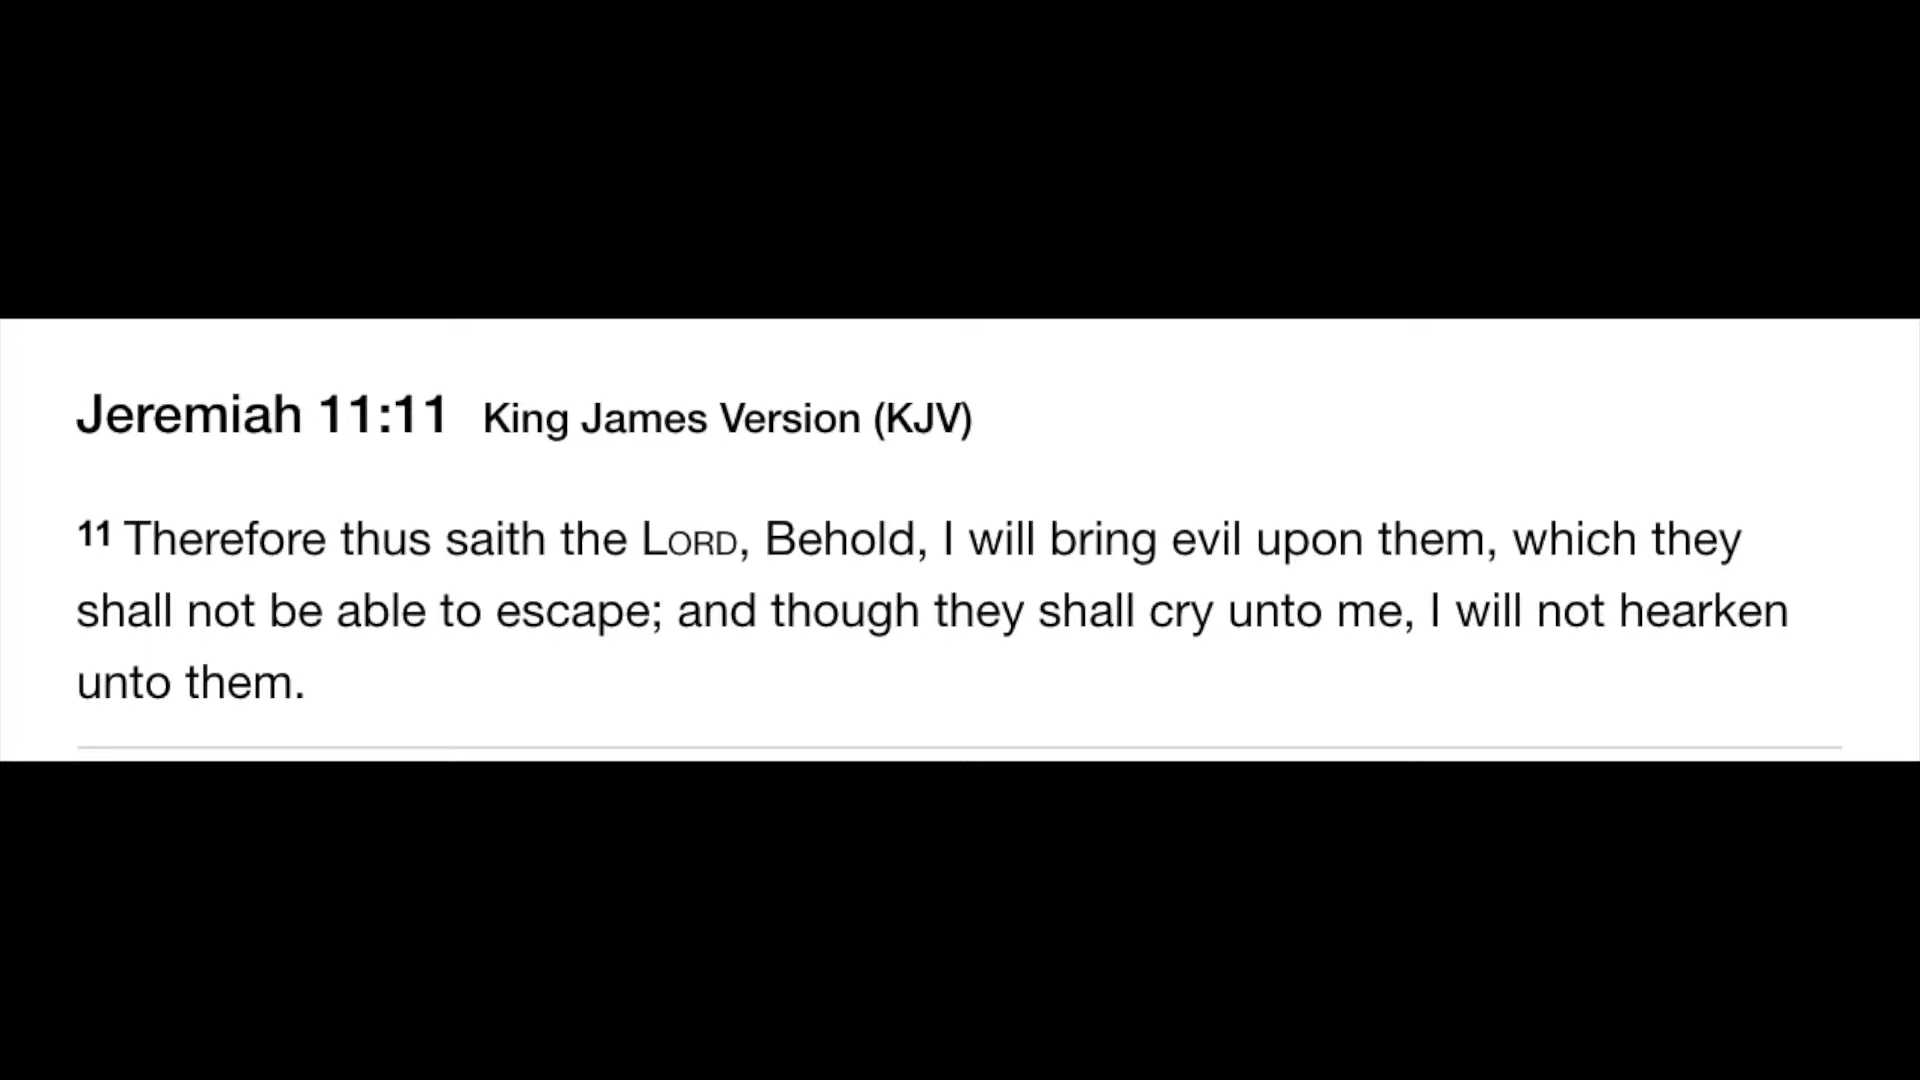 Jeremiah 11:11 King James Version (KJV)
11 Therefore thus saith the LORD, Behold, I will bring evil upon them, which they
shall not be able to escape; and though they shall cry unto me, I will not hearken
unto them.